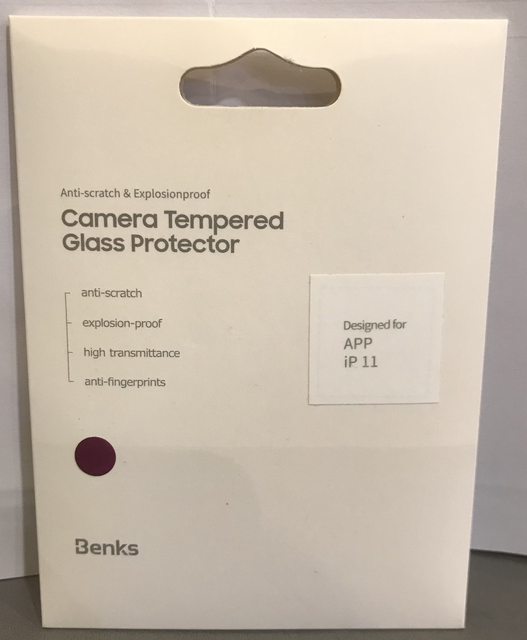 Anti-scratch & Explosionproof
Camera Tempered
Glass Protector
anti-scratch
explosion-proof
high transmittance
anti-fingerprints
Designed for
APP
iP 11
Benks